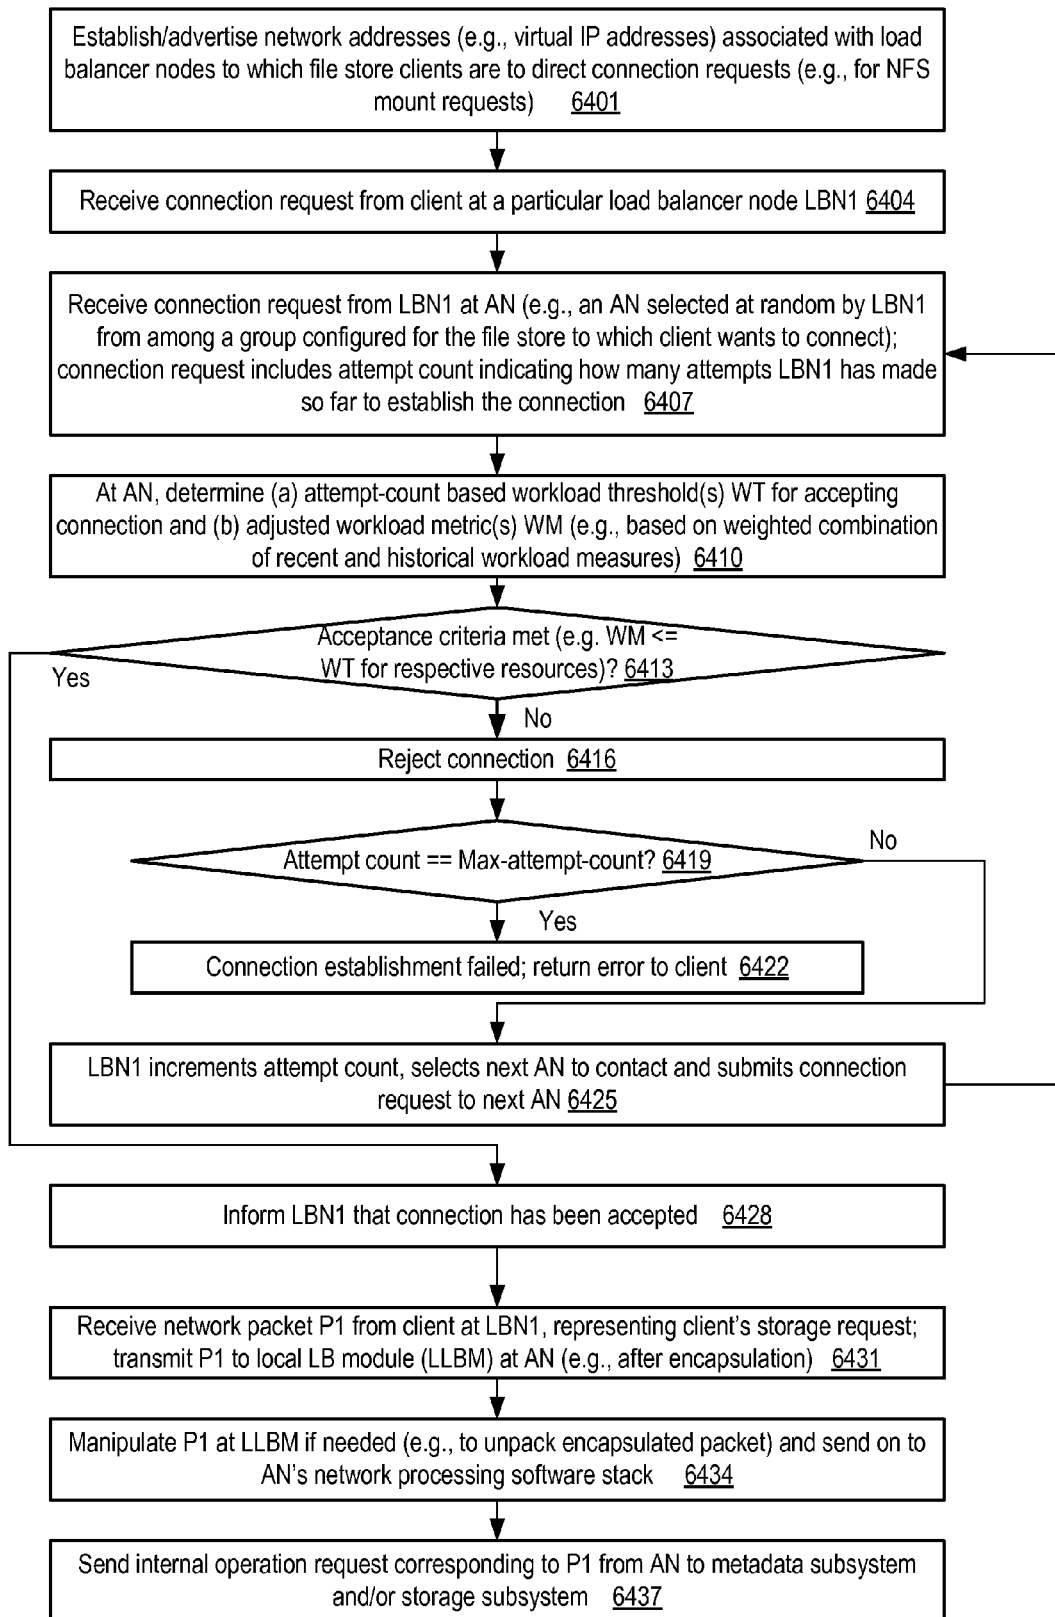 Establish/advertise network addresses (e.g., virtual IP addresses) associated with load
balancer nodes to which file store clients are to direct connection requests (e.g., for NFS
mount requests) 6401
Receive connection request from client at a particular load balancer node LBN1 6404
Receive connection request from LBN1 at AN (e.g., an AN selected at random by LBN1
from among a group configured for the file store to which client wants to connect);
connection request includes attempt count indicating how many attempts LBN1 has made
so far to establish the connection 6407
At AN, determine (a) attempt-count based workload threshold(s) WT for accepting
connection and (b) adjusted workload metric(s) WM (e.g., based on weighted combination
of recent and historical workload measures) 6410
Acceptance criteria met (e.g. WM <=
WT for respective resources)? 6413
Yes
No
Reject connection 6416
Attempt count == Max-attempt-count? 6419
No
Yes
Connection establishment failed; return error to client 6422
LBN1 increments attempt count, selects next AN to contact and submits connection
request to next AN 6425
Inform LBN1 that connection has been accepted 6428
Receive network packet P1 from client at LBN1, representing client's storage request;
transmit P1 to local LB module (LLBM) at AN (e.g., after encapsulation) 6431
Manipulate P1 at LLBM if needed (e.g., to unpack encapsulated packet) and send on to
AN's network processing software stack 6434
Send internal operation request corresponding to P1 from AN to metadata subsystem
and/or storage subsystem 6437